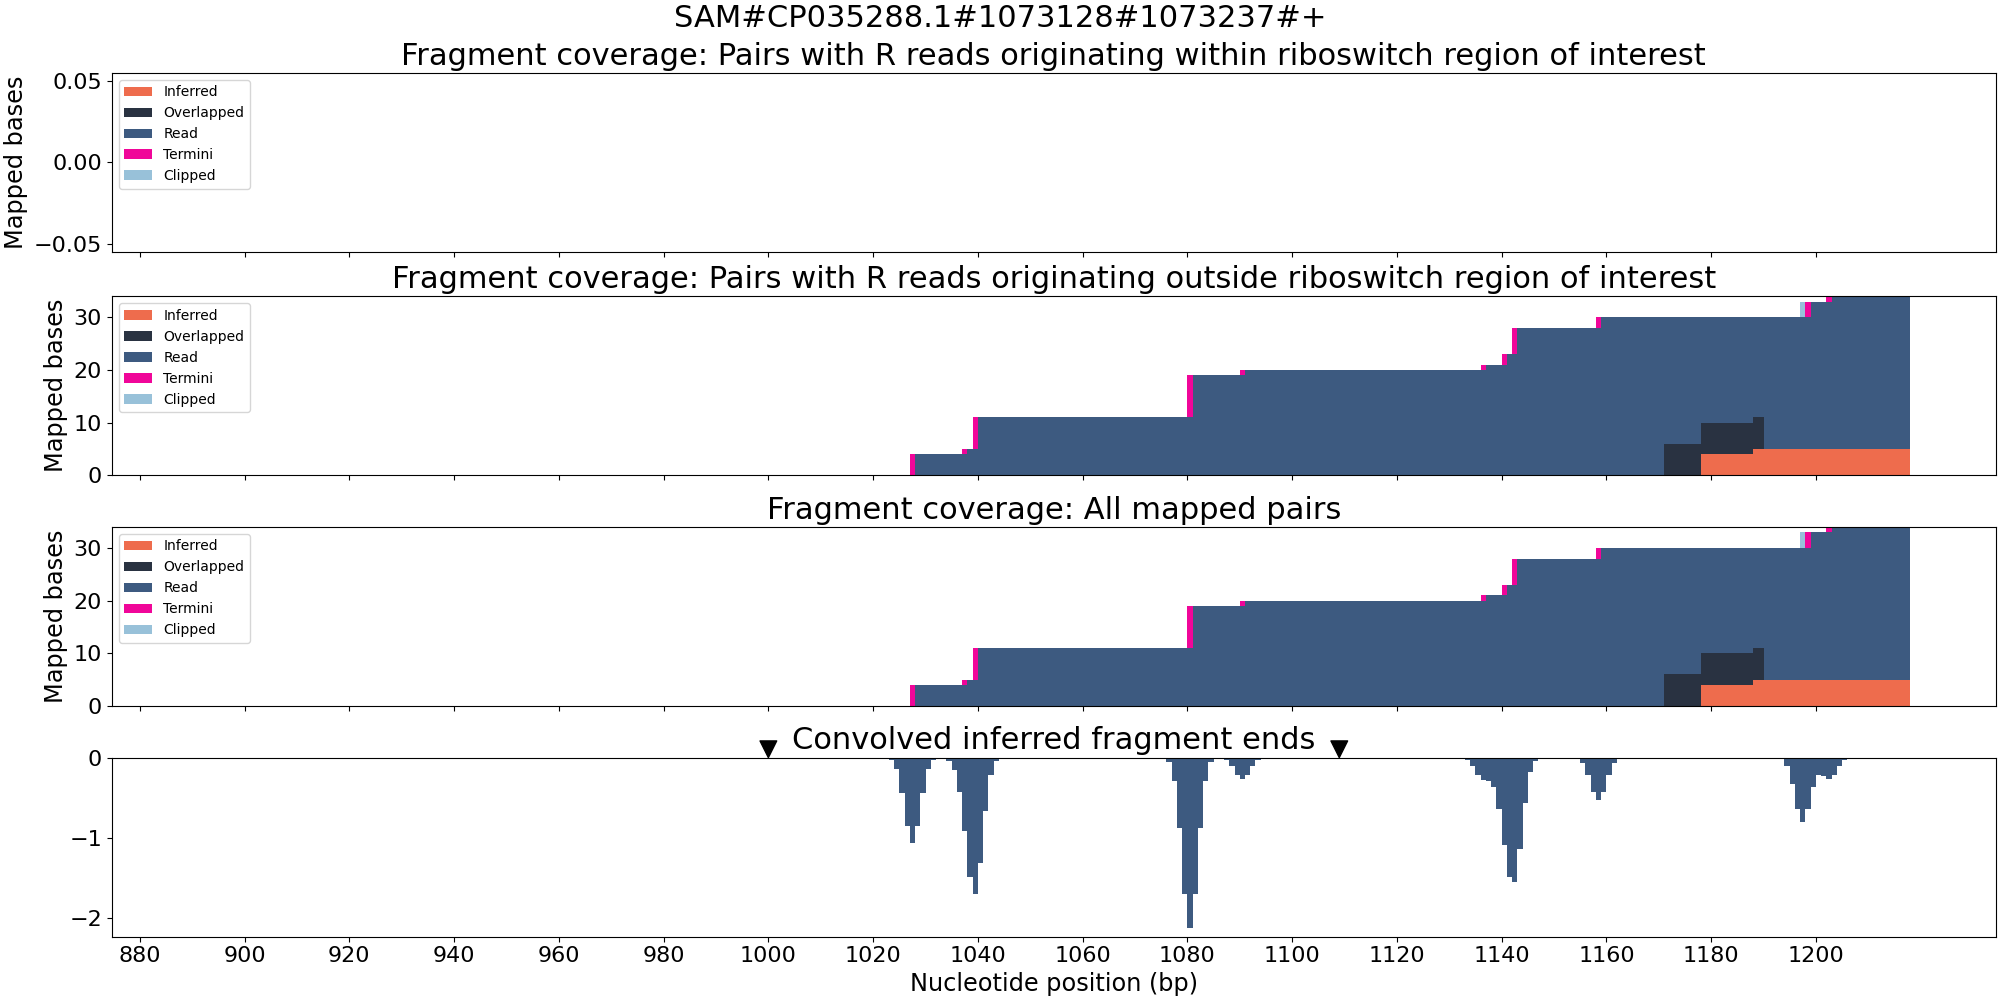 SAM#CP035288.1#1073128#1073237#+
Fragment coverage: Pairs with R reads originating within riboswitch region of interest
Mapped bases
0.05
0.00
−0.05
Inferred
Overlapped
Read
Termini
Clipped
Fragment coverage: Pairs with R reads originating outside riboswitch region of interest
Mapped bases
30
20
10
0
Inferred
Overlapped
Read
Termini
Clipped
Fragment coverage: All mapped pairs
Mapped bases
30
20
10
0
Inferred
Overlapped
Read
Termini
Clipped
Convolved inferred fragment ends
0
−1
−2
880 900 920 940 960 980 1000 1020 1040 1060 1080 1100 1120 1140 1160 1180 1200
Nucleotide position (bp)